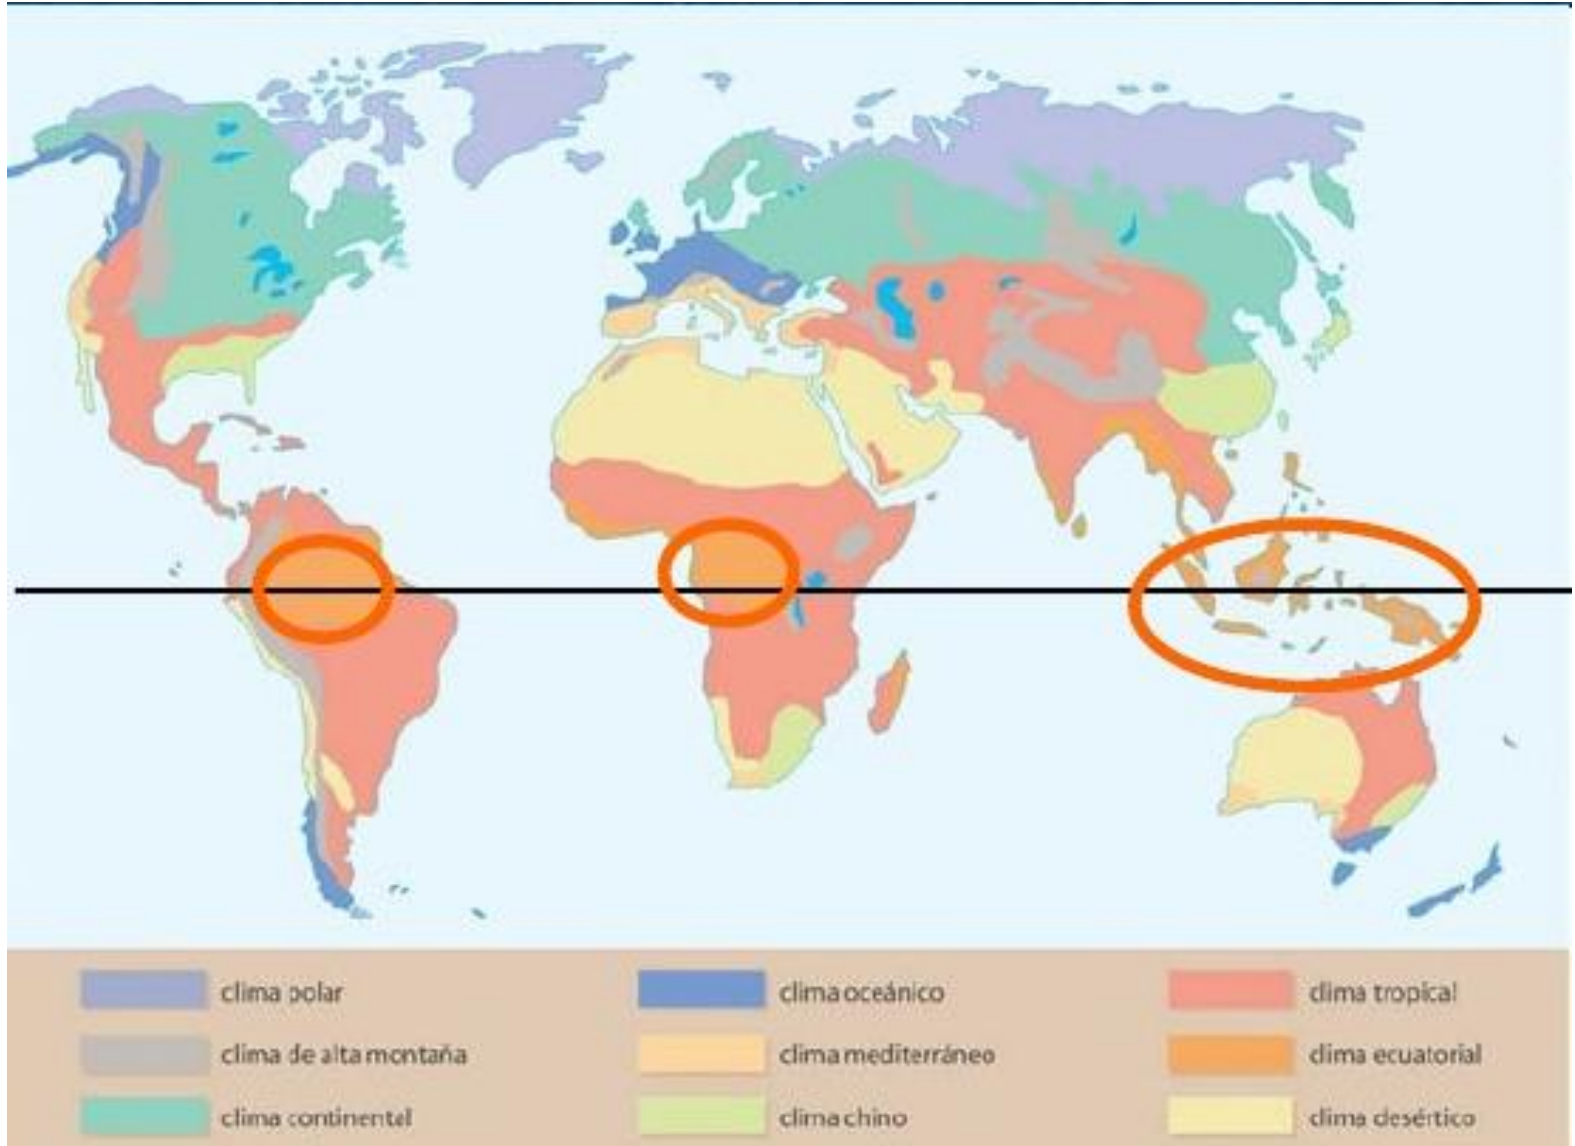 clima polar
clima oceánico
clima tropical
clima de alta montaña
clima mediterráneo
clima ecuatorial
clima continental
clima chino
clima desértico